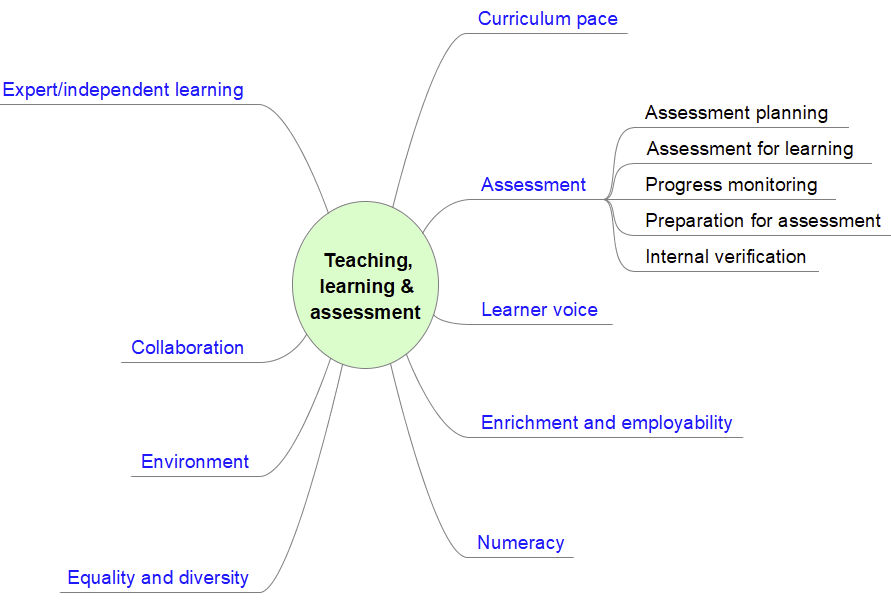 Teaching,
learning &
assessment
Curriculum pace
Assessment
Assessment planning
Assessment for learning
Progress monitoring
Preparation for assessment
Internal verification
Learner voice
Enrichment and employability
Numeracy
Equality and diversity
Environment
Collaboration
Expert/independent learning